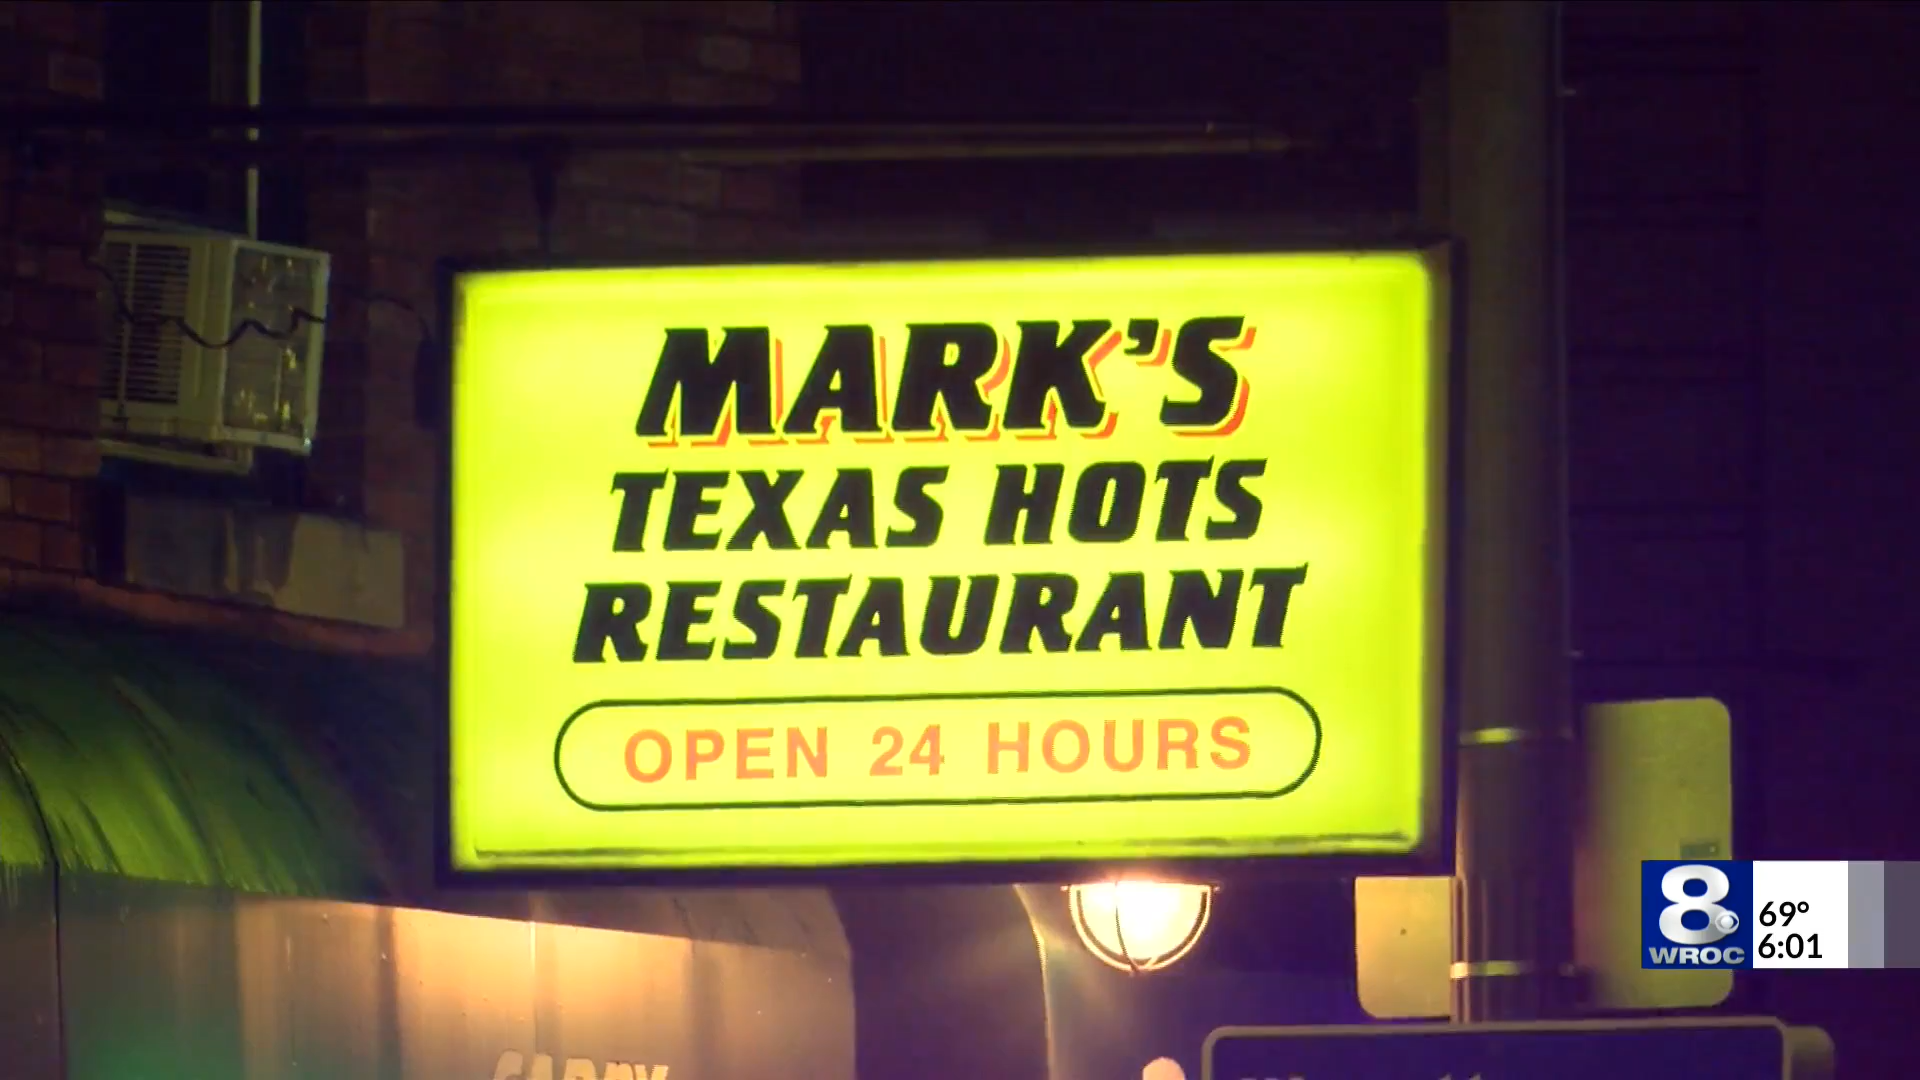 MARK'S
TEXAS HOTS
RESTAURANT
OPEN 24 HOURS
8
WROC
69°
6:01